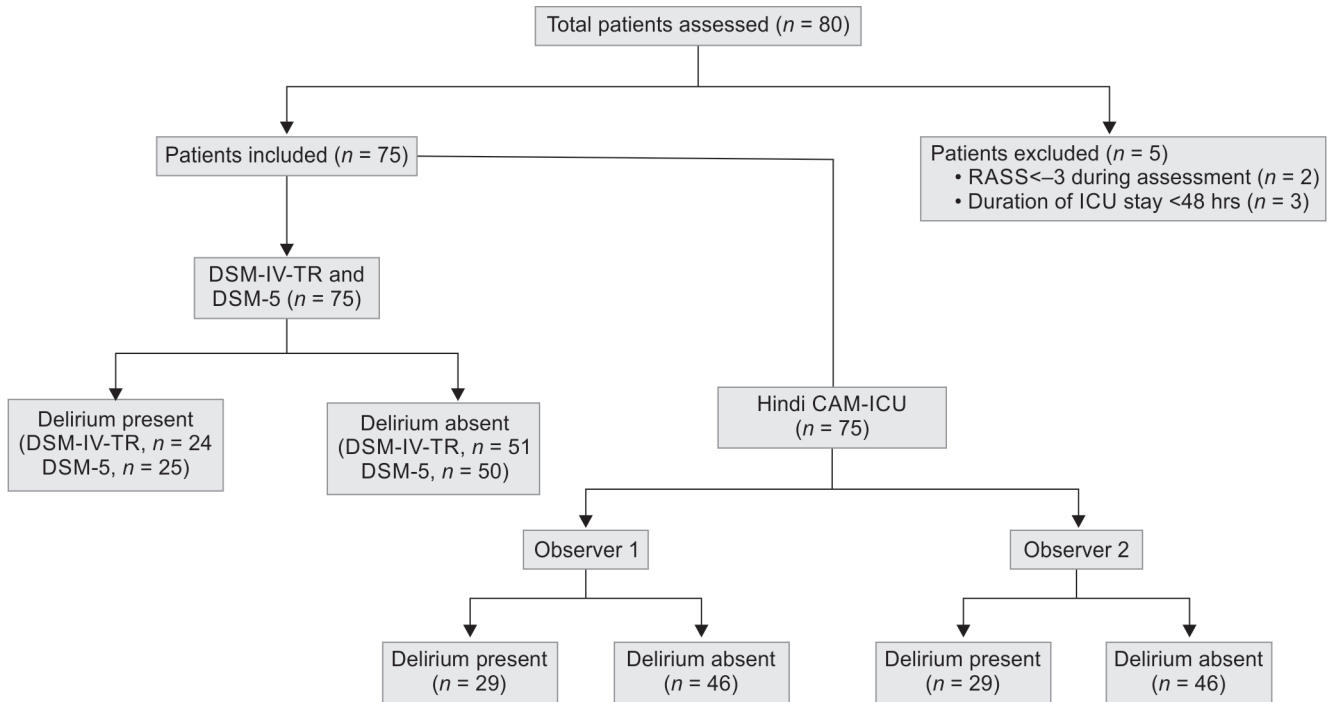 Total patients assessed (n = 80)
Patients included (n = 75)
Patients excluded (n = 5)
• RASS<–3 during assessment (n = 2)
• Duration of ICU stay <48 hrs (n = 3)
DSM-IV-TR and
DSM-5 (n = 75)
Delirium present
(DSM-IV-TR, n = 24
DSM-5, n = 25)
Delirium absent
(DSM-IV-TR, n = 51
DSM-5, n = 50)
Hindi CAM-ICU
(n = 75)
Observer 1
Observer 2
Delirium present
(n = 29)
Delirium absent
(n = 46)
Delirium present
(n = 29)
Delirium absent
(n = 46)